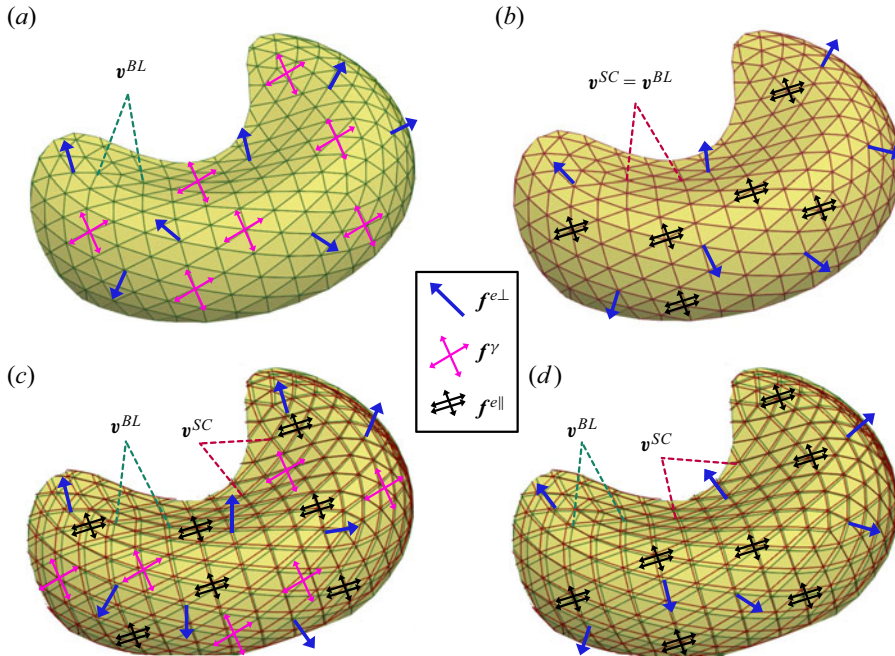 (a)
v^BL
(b)
v^SC = v^BL
f^e⊥
f^γ
f^e∥
(c)
v^BL
v^SC
(d)
v^BL
v^SC